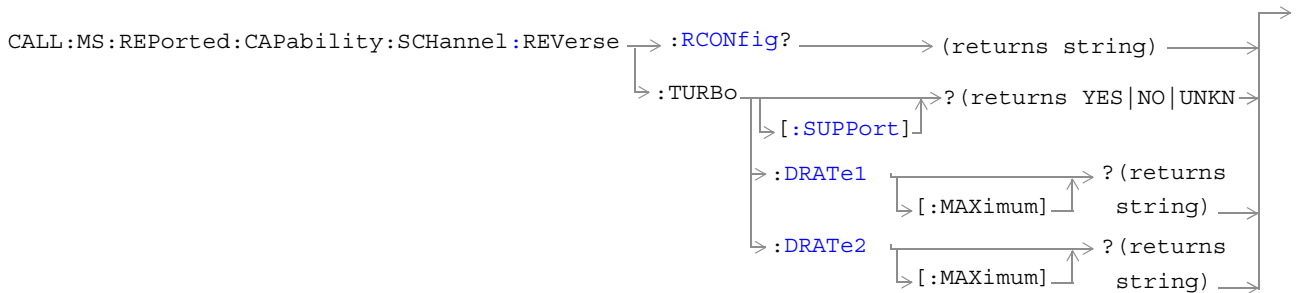 CALL:MS:REPorted:CAPability:SCHannel:REVerse :RCONfig? (returns string)
:TURBo ?(returns YES|NO|UNKN
[:SUPPort]
:DRATe1 ?(returns
[:MAXimum] string)
:DRATe2 ?(returns
[:MAXimum] string)